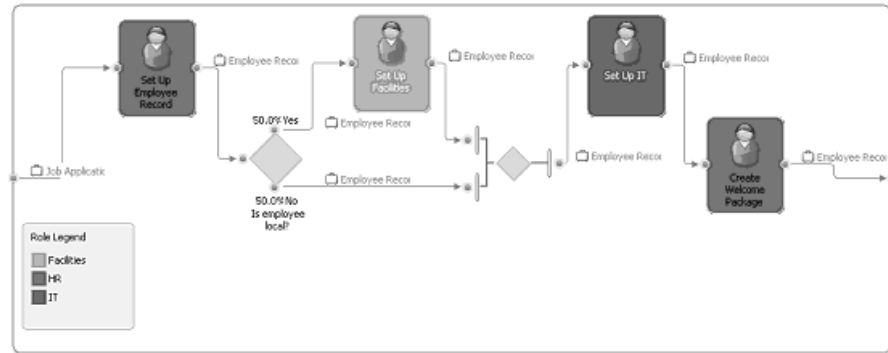 Set Up
Employee
Record
Employee Recor
Set Up
Facilities
Employee Recor
Set Up IT
Employee Recor
50.0% Yes
Employee Recor
Job Applicatic
Employee Recor
50.0% No
Is employee
local?
Employee Recor
Create
Welcome
Package
Employee Recor
Role Legend
Facilities
HR
IT